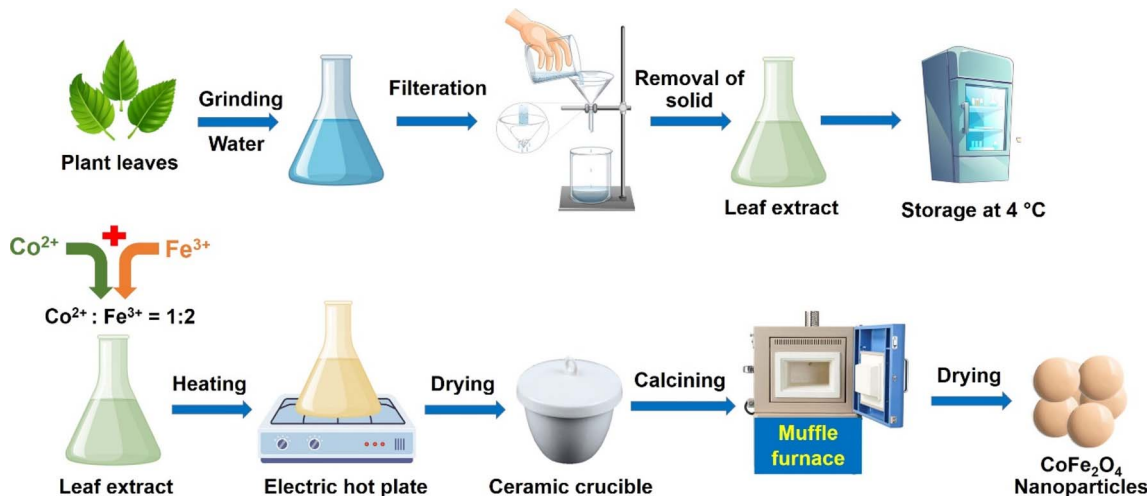 Grinding
Water
Plant leaves
Filteration
Removal of
solid
Leaf extract
Storage at 4 °C
Co²⁺
Fe³⁺
Co²⁺ : Fe³⁺ = 1:2
Heating
Drying
Calcining
Drying
Muffle
furnace
Leaf extract
Electric hot plate
Ceramic crucible
CoFe₂O₄
Nanoparticles